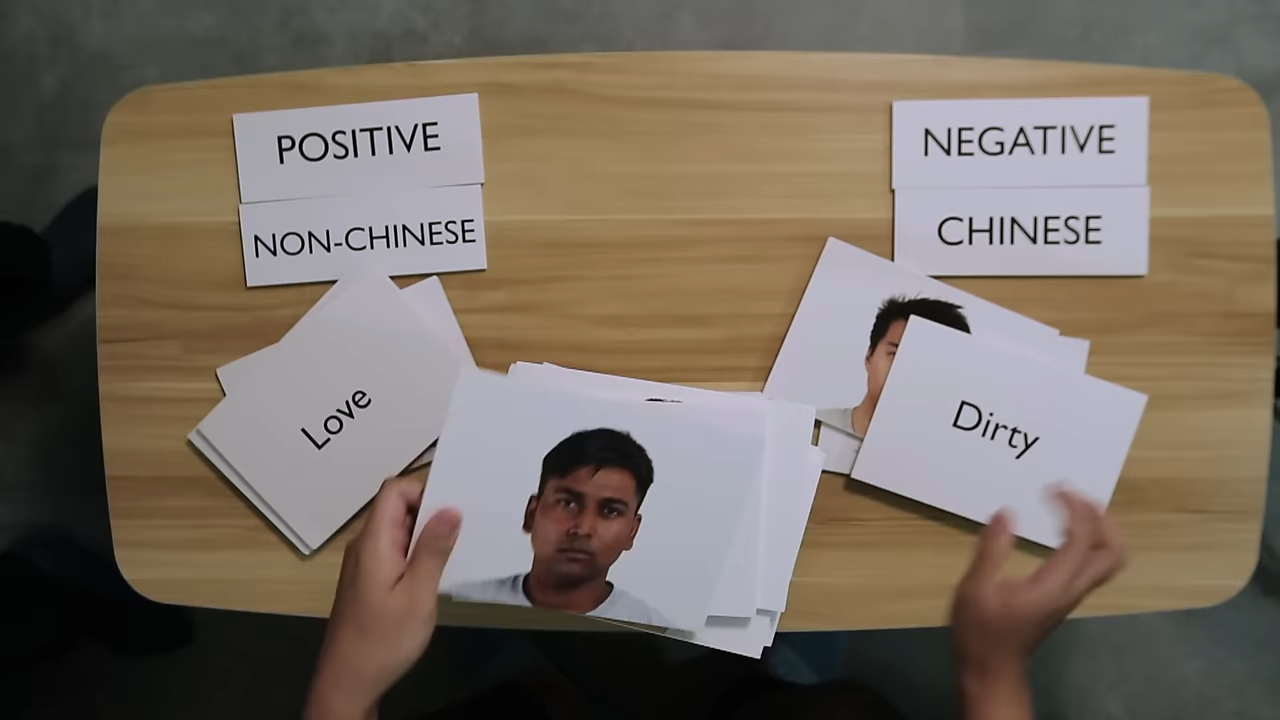 POSITIVE
NON-CHINESE
NEGATIVE
CHINESE
Love
Dirty